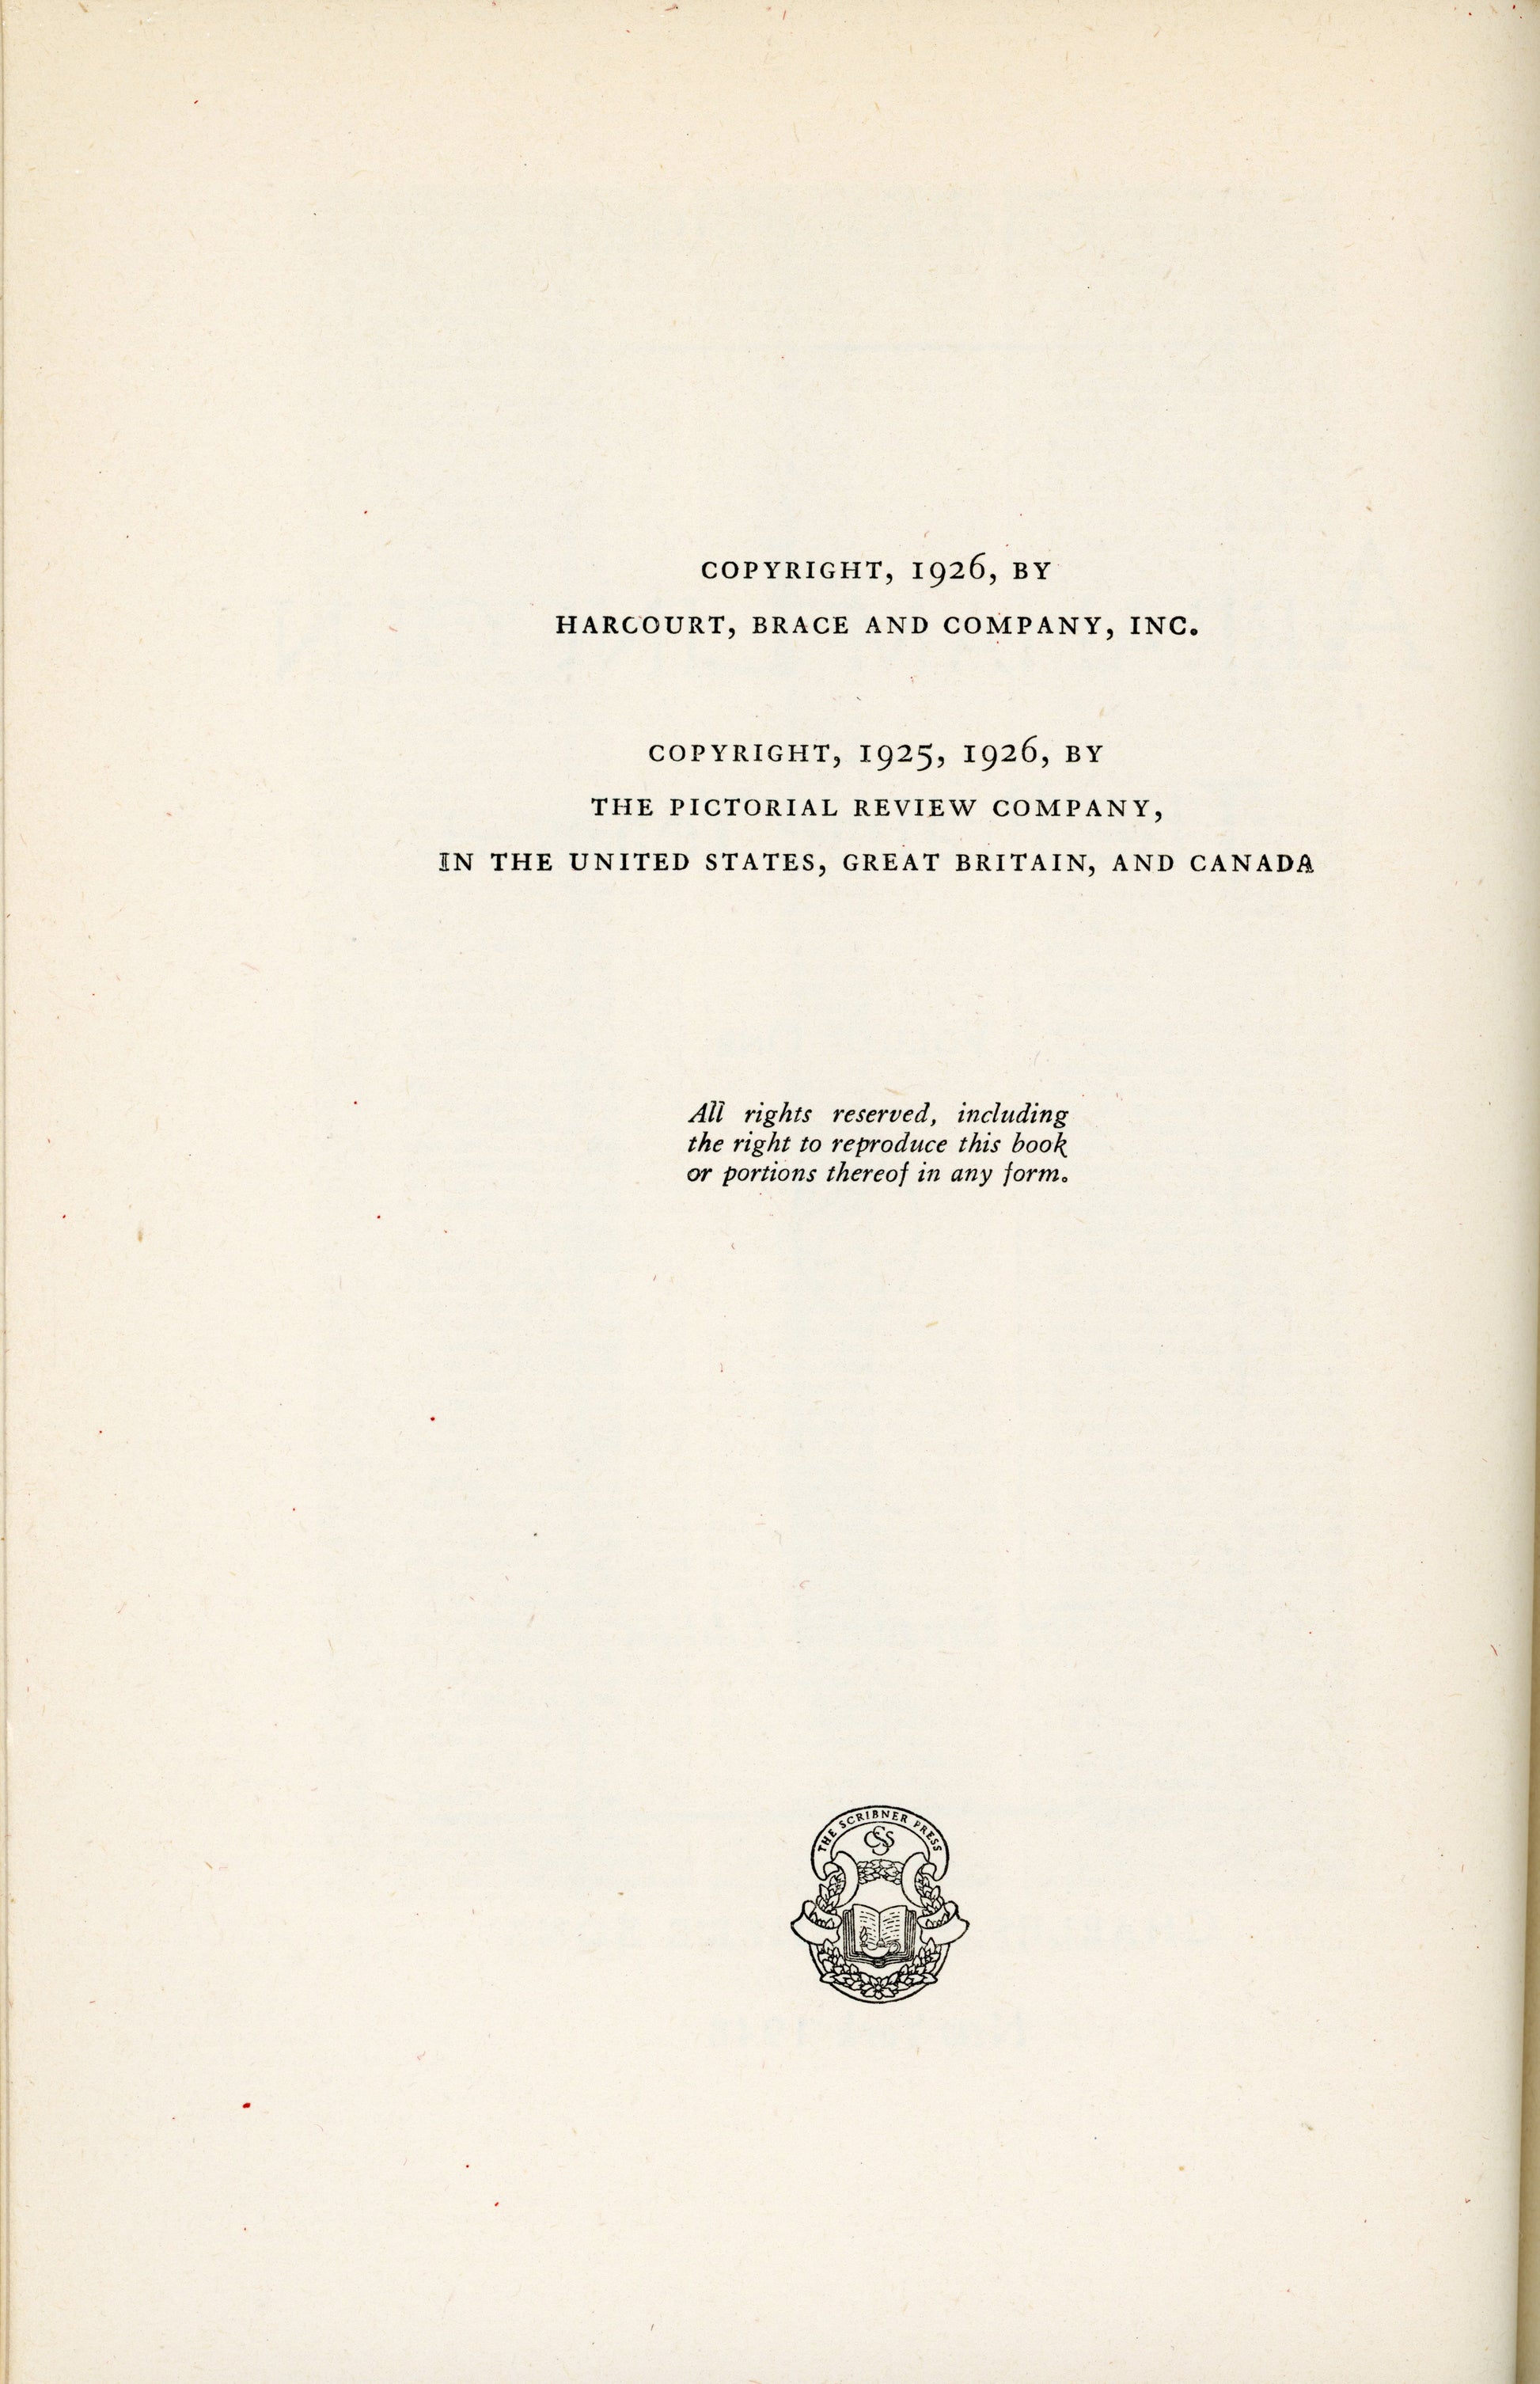 COPYRIGHT, 1926, BY
HARCOURT, BRACE AND COMPANY, INC.
COPYRIGHT, 1925, 1926, BY
THE PICTORIAL REVIEW COMPANY,
IN THE UNITED STATES, GREAT BRITAIN, AND CANADA
All rights reserved, including
the right to reproduce this book
or portions thereof in any form.
THE SCRIBNER PRESS
CSS